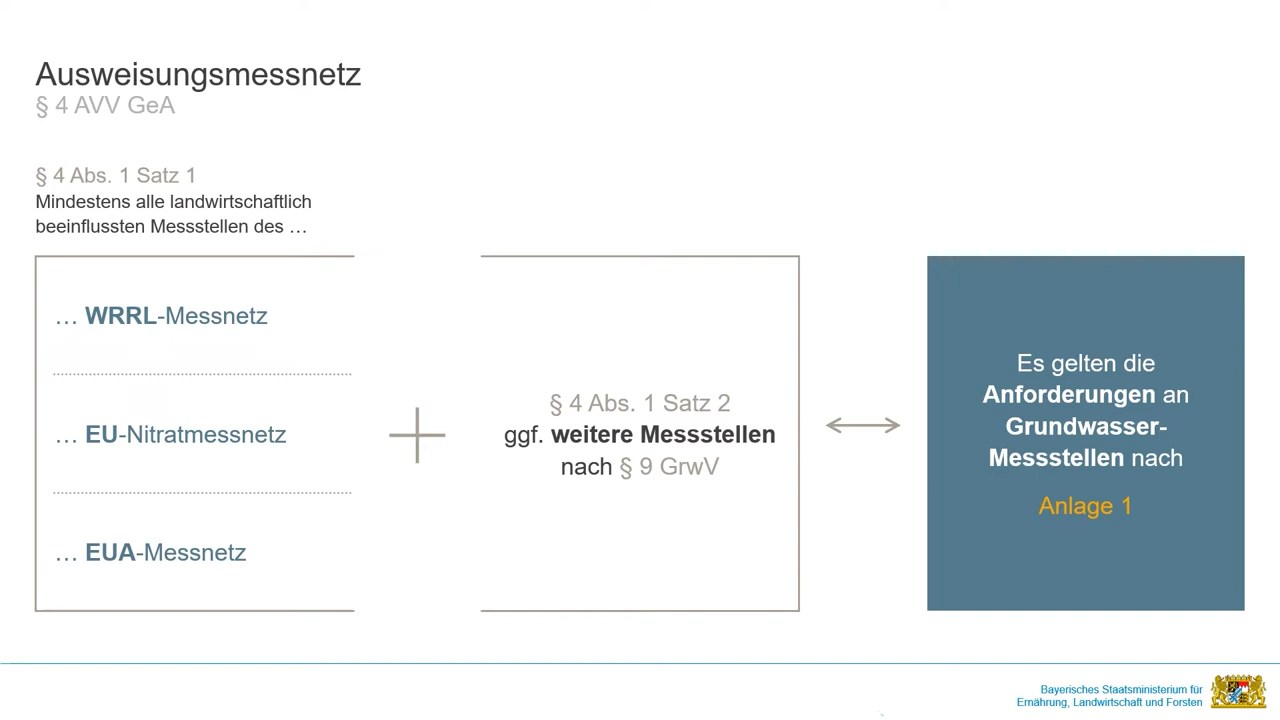 Ausweisungsmessnetz
§ 4 AVV GeA
§ 4 Abs. 1 Satz 1
Mindestens alle landwirtschaftlich
beeinflussten Messstellen des …
… WRRL-Messnetz
… EU-Nitratmessnetz
… EUA-Messnetz
§ 4 Abs. 1 Satz 2
ggf. weitere Messstellen
nach § 9 GrwV
Es gelten die
Anforderungen an
Grundwasser-
Messstellen nach
Anlage 1
Bayerisches Staatsministerium für
Ernährung, Landwirtschaft und Forsten